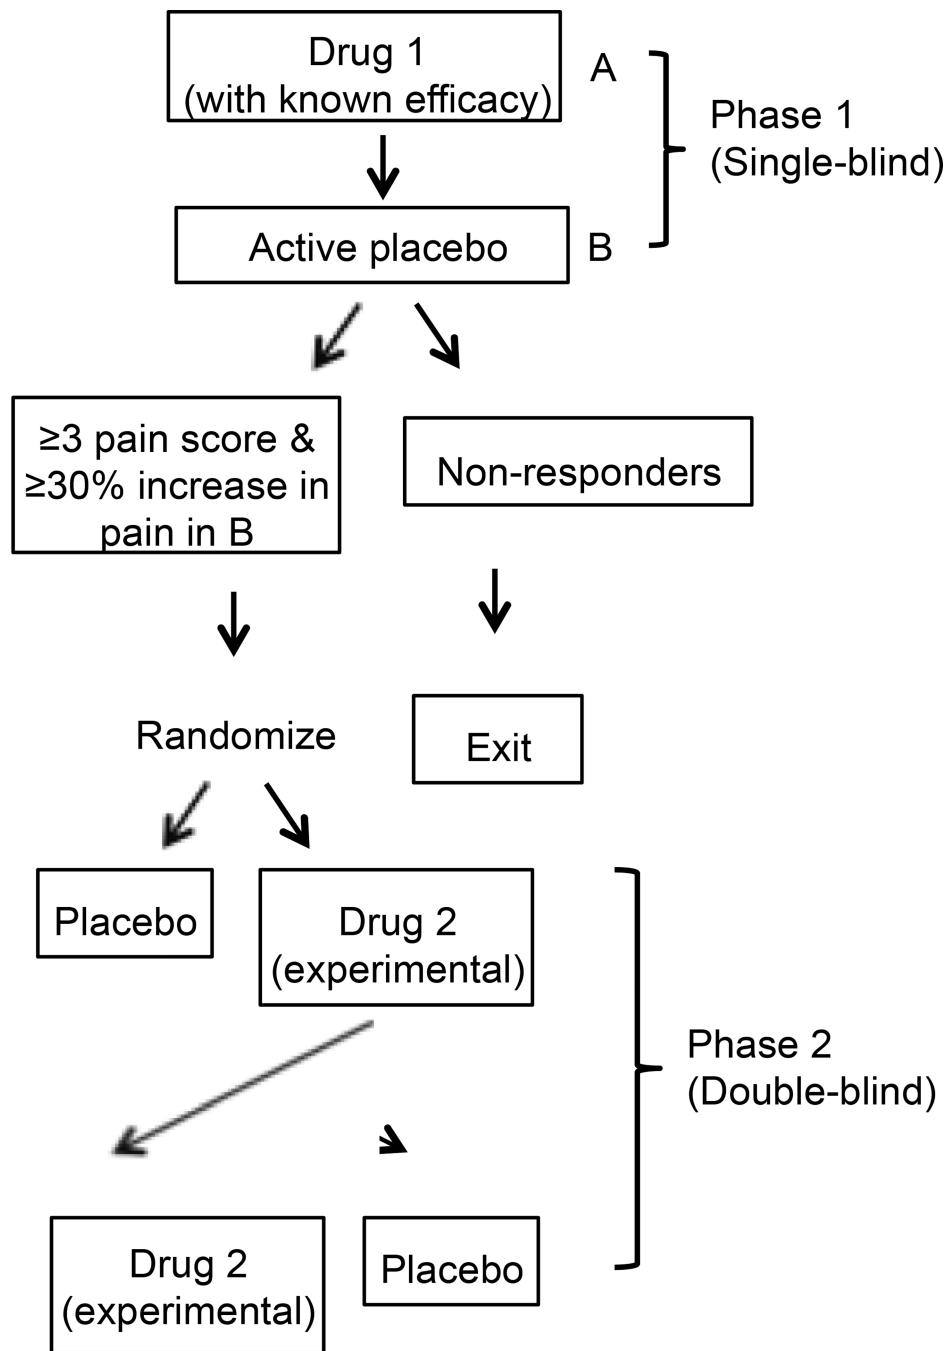 Drug 1
(with known efficacy)
A
Phase 1
(Single-blind)
Active placebo
B
≥3 pain score &
≥30% increase in
pain in B
Non-responders
Randomize
Exit
Placebo
Drug 2
(experimental)
Phase 2
(Double-blind)
Drug 2
(experimental)
Placebo